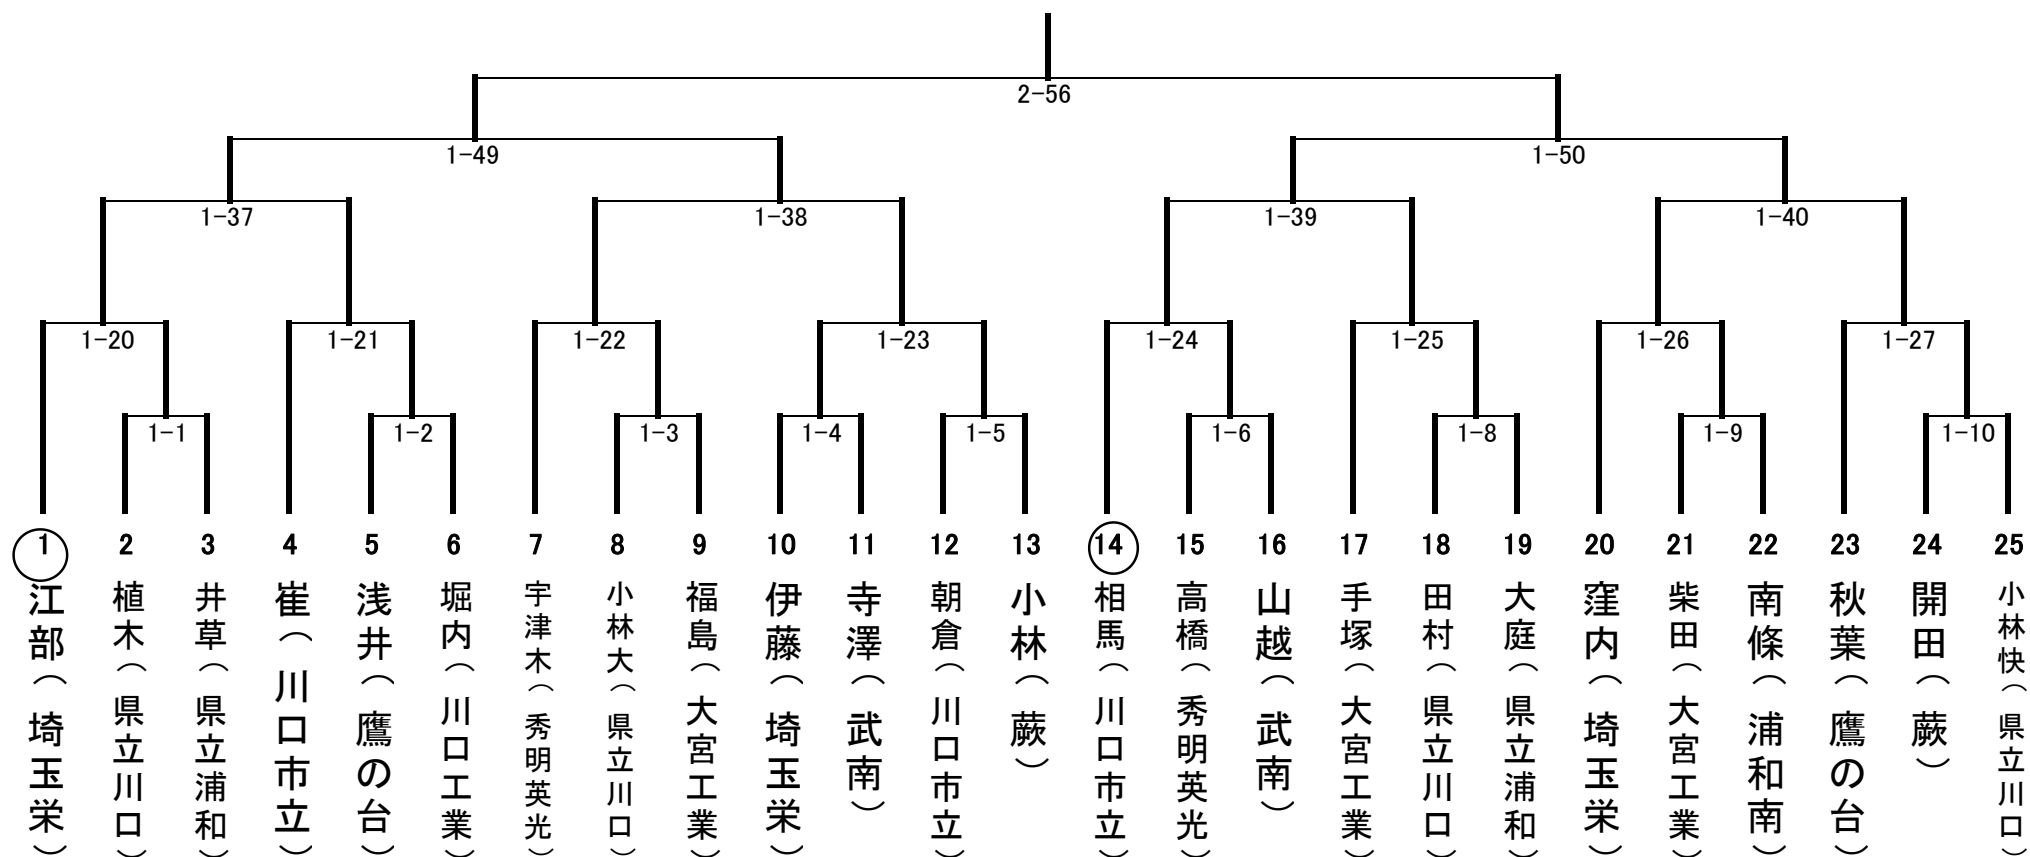 2-56
1-49
1-50
1-37
1-38
1-39
1-40
1-20
1-21
1-22
1-23
1-24
1-25
1-26
1-27
1-1
1-2
1-3
1-4
1-5
1-6
1-8
1-9
1-10
1
2
3
4
5
6
7
8
9
10
11
12
13
14
15
16
17
18
19
20
21
22
23
24
25
江部(埼玉栄)
植木(県立川口)
井草(県立浦和)
崔(川口市立)
浅井(鷹の台)
堀内(川口工業)
宇津木(秀明英光)
小林大(県立川口)
福島(大宮工業)
伊藤(埼玉栄)
寺澤(武南)
朝倉(川口市立)
小林(蕨)
相馬(川口市立)
高橋(秀明英光)
山越(武南)
手塚(大宮工業)
田村(県立川口)
大庭(県立浦和)
窪内(埼玉栄)
柴田(大宮工業)
南條(浦和南)
秋葉(鷹の台)
開田(蕨)
小林快(県立川口)